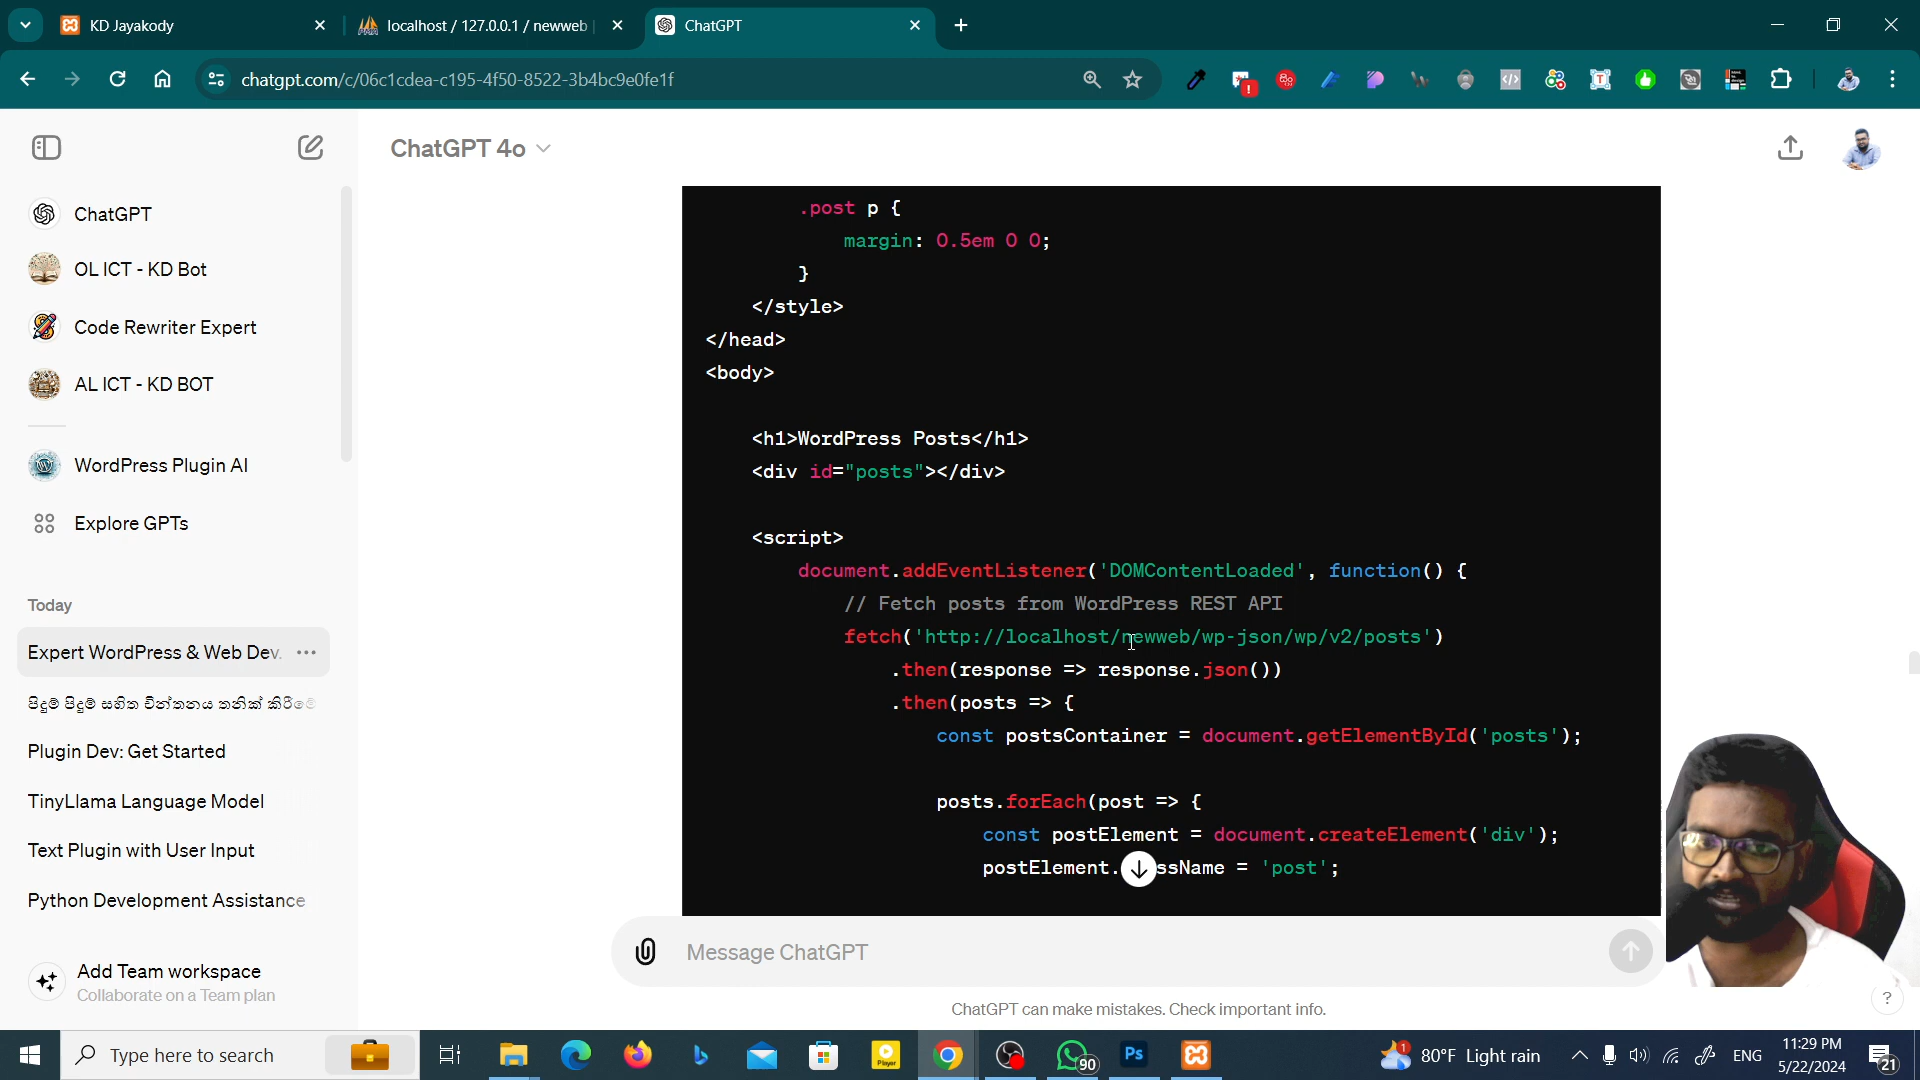 KD Jayakody
localhost / 127.0.0.1 / newweb
ChatGPT
chatgpt.com/c/06c1cdea-c195-4f50-8522-3b4bc9e0fe1f
ChatGPT 4o
ChatGPT
OL ICT - KD Bot
Code Rewriter Expert
AL ICT - KD BOT
WordPress Plugin AI
Explore GPTs
Today
Expert WordPress & Web Dev.
පිදුම් පිදුම් සහිත චින්තනය තනික් කිරීමේ
Plugin Dev: Get Started
TinyLlama Language Model
Text Plugin with User Input
Python Development Assistance
Add Team workspace
Collaborate on a Team plan
.post p {
margin: 0.5em 0 0;
}
</style>
</head>
<body>
<h1>WordPress Posts</h1>
<div id="posts"></div>
<script>
document.addEventListener('DOMContentLoaded', function() {
// Fetch posts from WordPress REST API
fetch('http://localhost/newweb/wp-json/wp/v2/posts')
.then(response => response.json())
.then(posts => {
const postsContainer = document.getElementById('posts');
posts.forEach(post => {
const postElement = document.createElement('div');
postElement. ssName = 'post';
Message ChatGPT
ChatGPT can make mistakes. Check important info.
?
Type here to search
Player
90
Ps
80°F Light rain
ENG
11:29 PM
5/22/2024
21